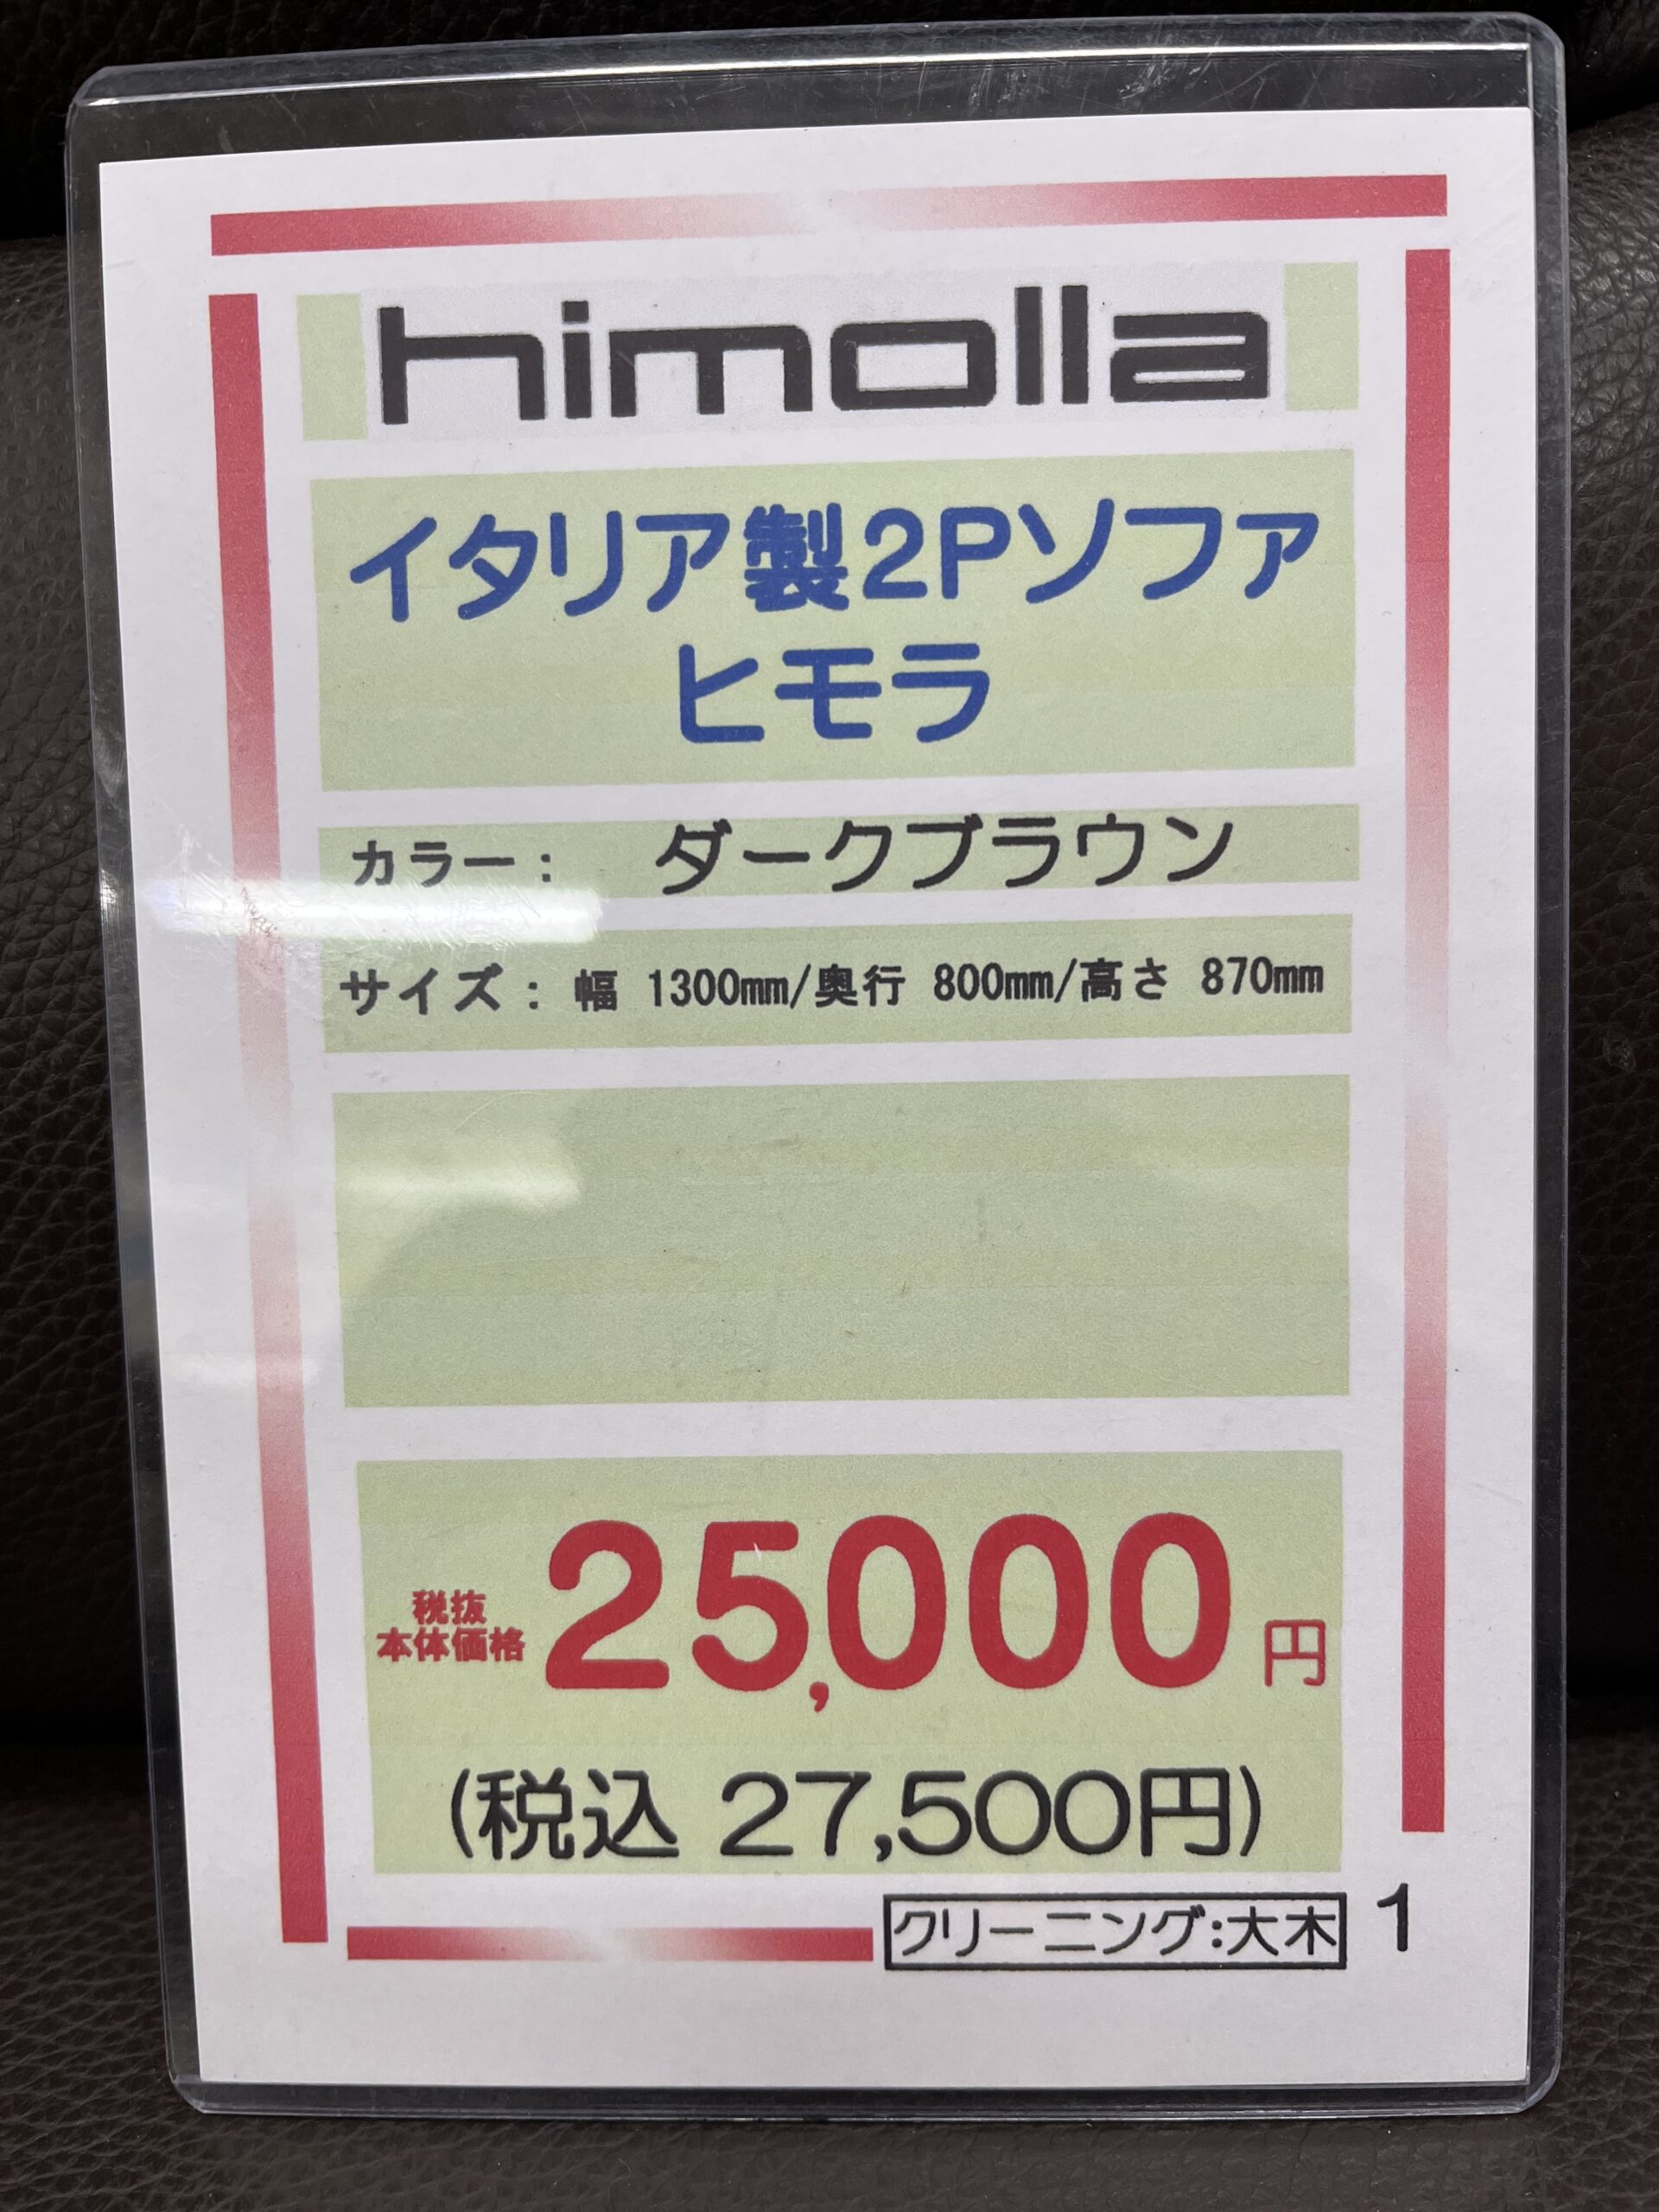 himolla
イタリア製2Pソファ
ヒモラ
カラー： ダークブラウン
サイズ： 幅 1300mm/奥行 800mm/高さ 870mm
税抜
本体価格 25,000 円
(税込 27,500円)
クリーニング:大木 1